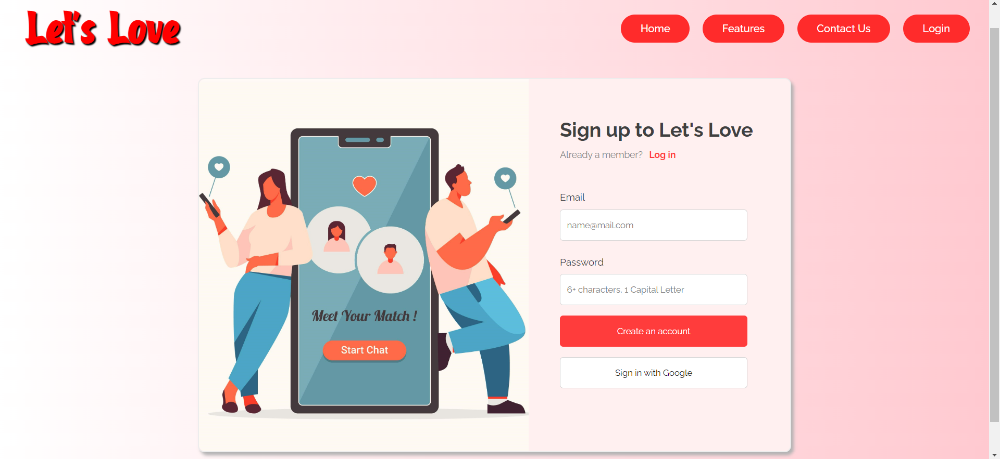 Let's Love
Home
Features
Contact Us
Login
Meet Your Match !
Start Chat
Sign up to Let's Love
Already a member? Log in
Email
name@mail.com
Password
6+ characters, 1 Capital Letter
Create an account
Sign in with Google